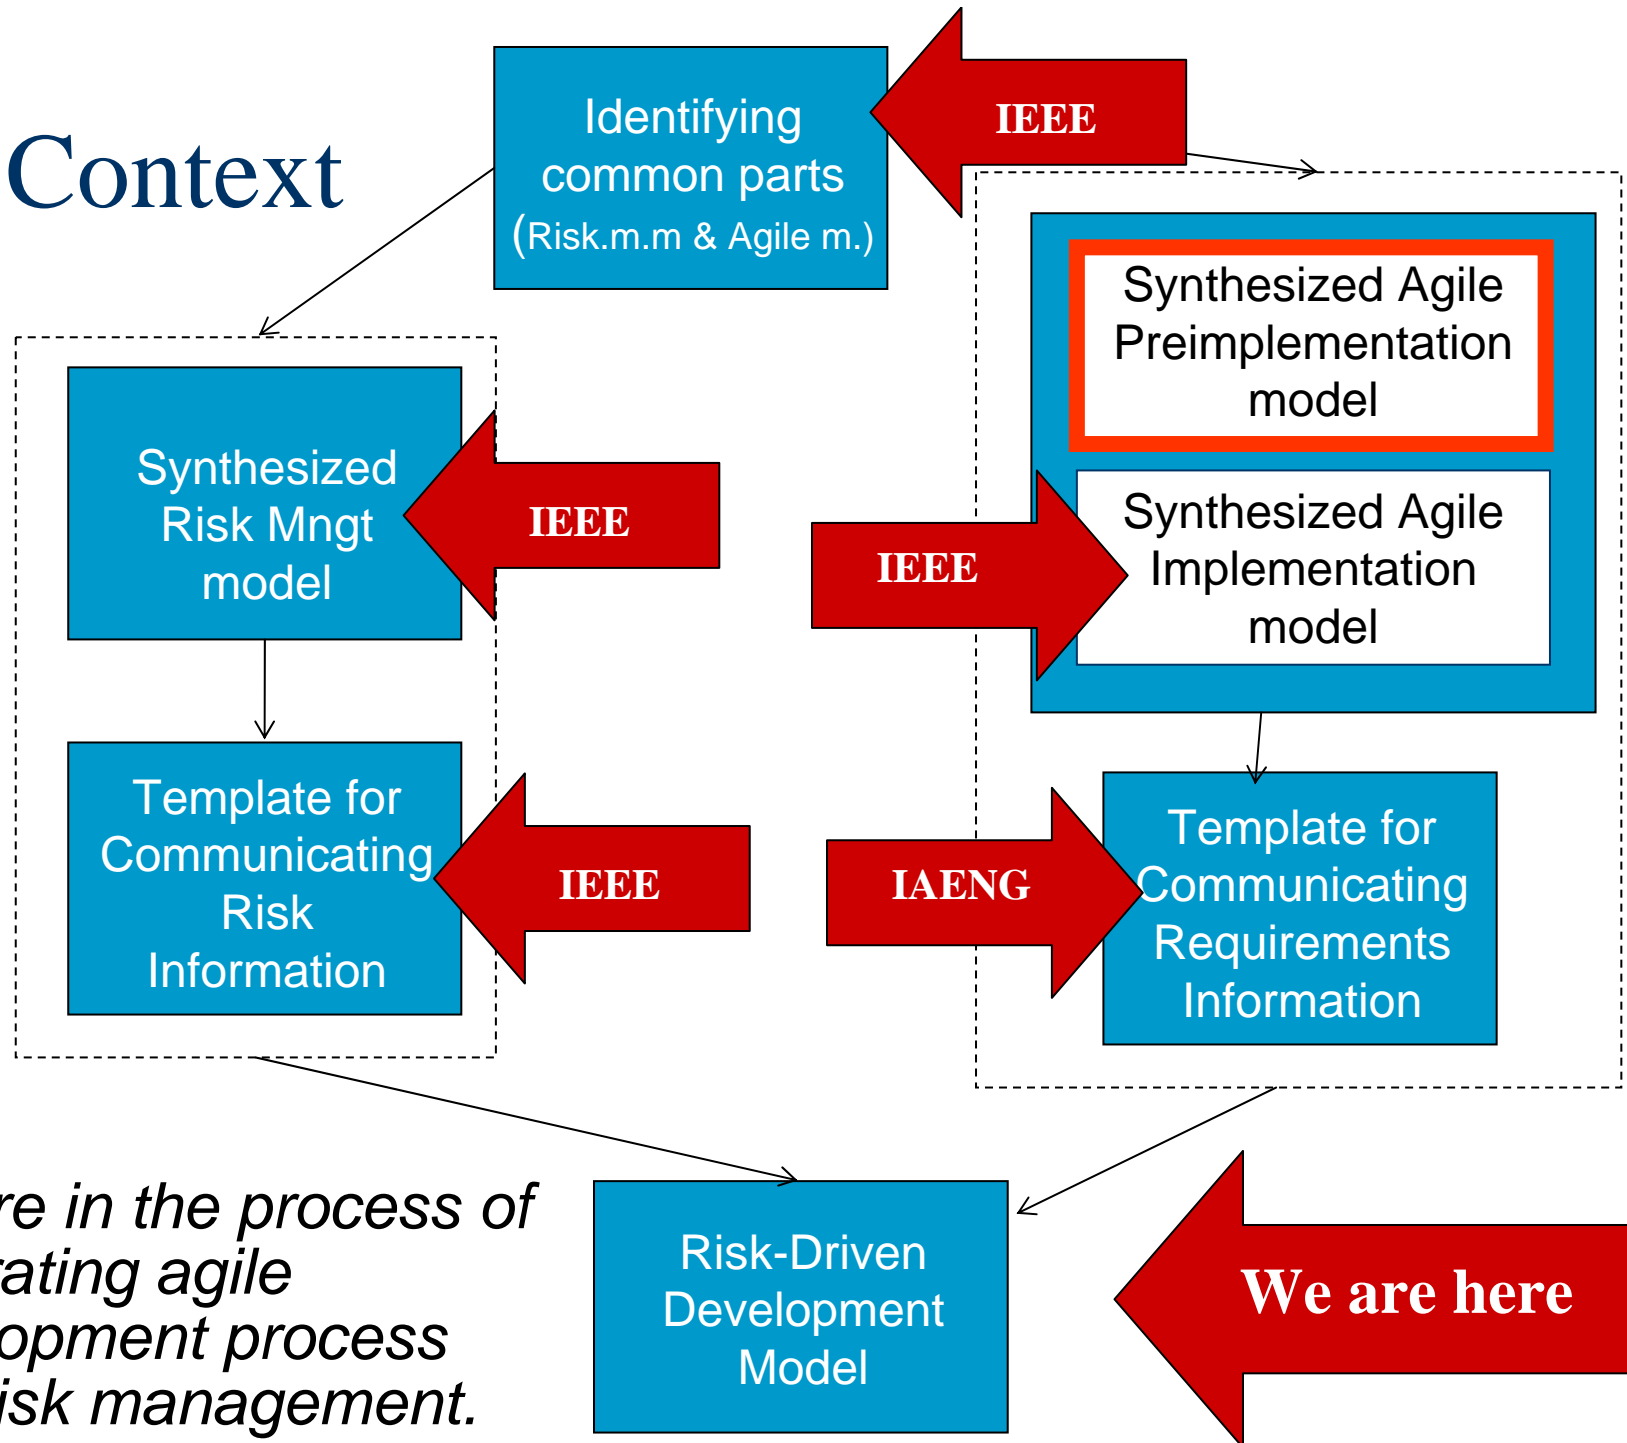 Context
Identifying
common parts
(Risk.m.m & Agile m.)
IEEE
Synthesized Agile
Preimplementation
model
Synthesized
Risk Mngt
model
IEEE
IEEE
Synthesized Agile
Implementation
model
Template for
Communicating
Risk
Information
IEEE
IAENG
Template for
Communicating
Requirements
Information
re in the process of
rating agile
opment process
isk management.
Risk-Driven
Development
Model
We are here